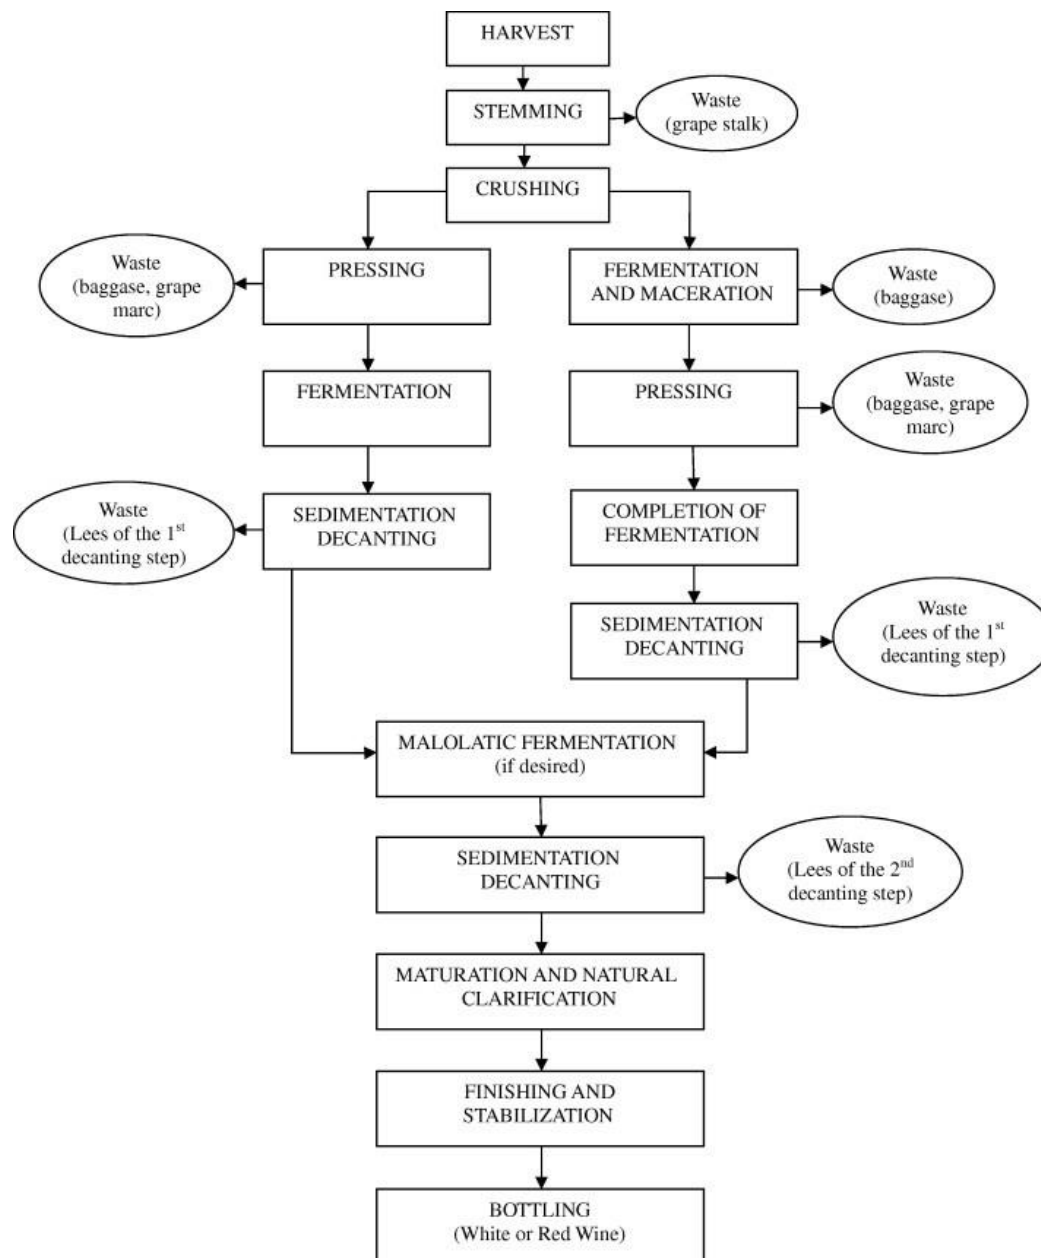 HARVEST
STEMMING
Waste
(grape stalk)
CRUSHING
Waste
(baggase, grape
marc)
PRESSING
FERMENTATION
AND MACERATION
Waste
(baggase)
FERMENTATION
PRESSING
Waste
(baggase, grape
marc)
Waste
(Lees of the 1st
decanting step)
SEDIMENTATION
DECANTING
COMPLETION OF
FERMENTATION
SEDIMENTATION
DECANTING
Waste
(Lees of the 1st
decanting step)
MALOLATIC FERMENTATION
(if desired)
SEDIMENTATION
DECANTING
Waste
(Lees of the 2nd
decanting step)
MATURATION AND NATURAL
CLARIFICATION
FINISHING AND
STABILIZATION
BOTTLING
(White or Red Wine)